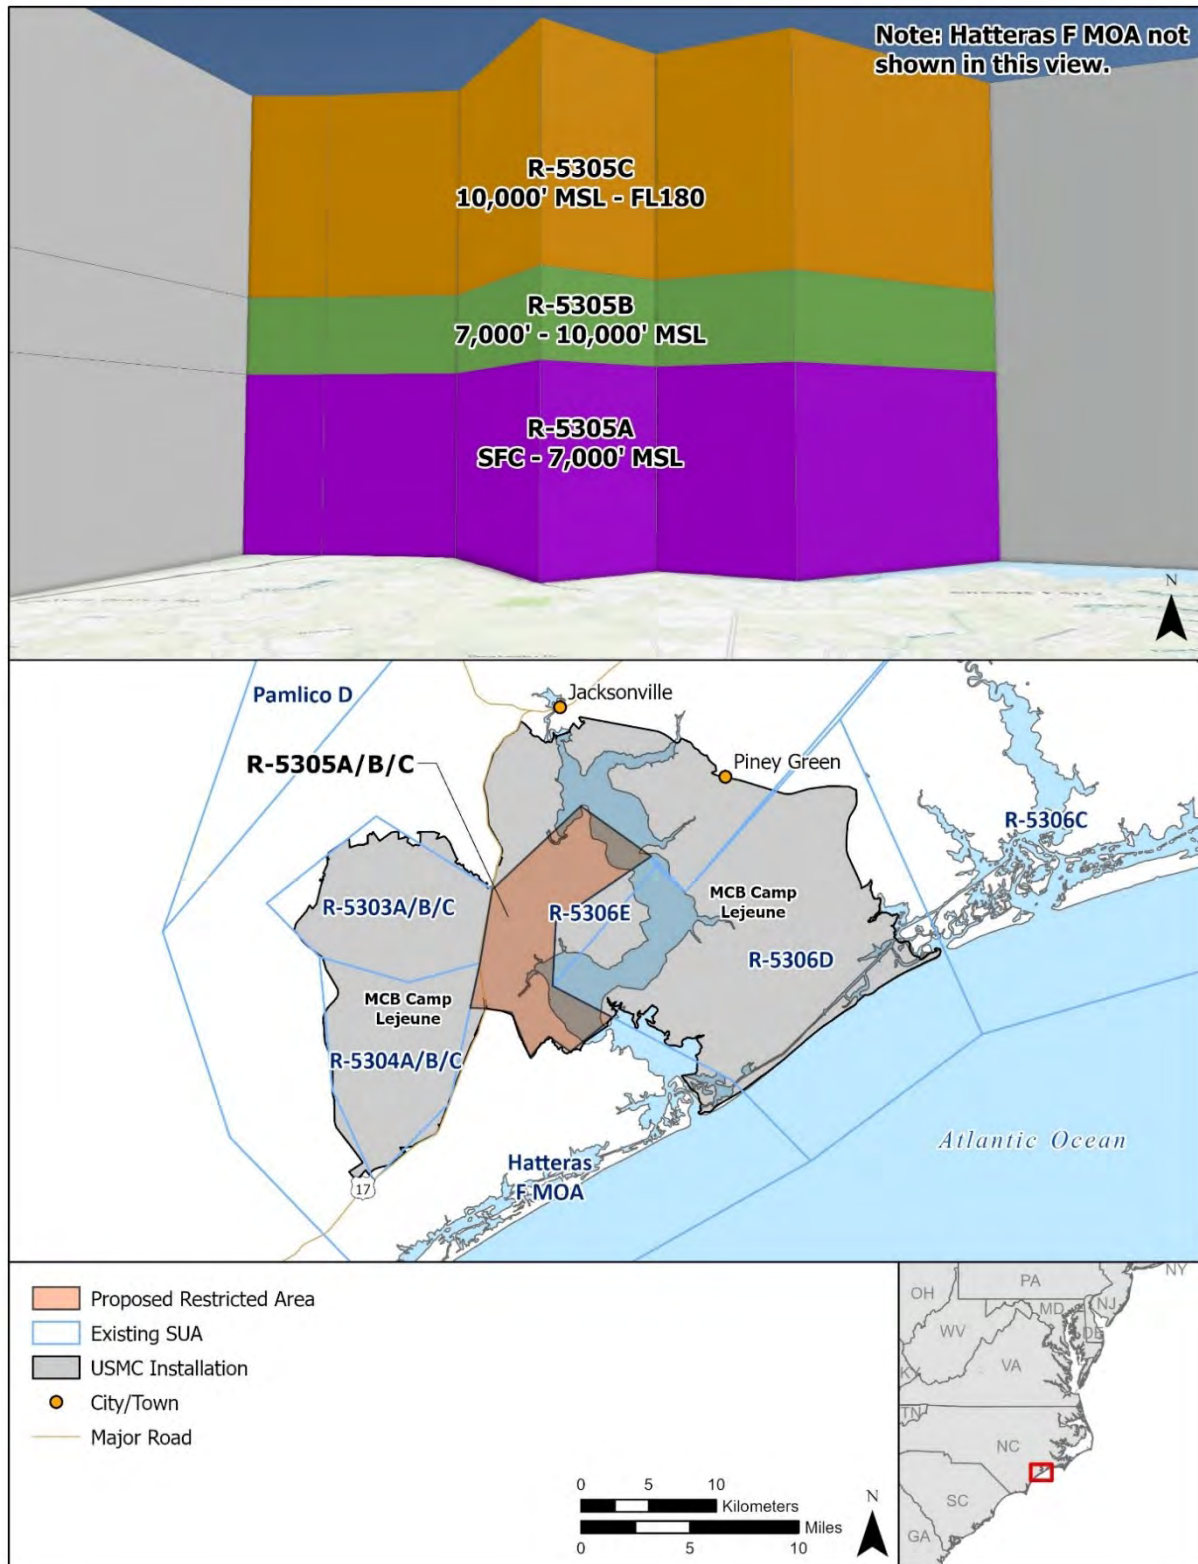 Note: Hatteras F MOA not
shown in this view.
R-5305C
10,000' MSL - FL180
R-5305B
7,000' - 10,000' MSL
R-5305A
SFC - 7,000' MSL
N
Pamlico D
Jacksonville
R-5305A/B/C
Piney Green
R-5306C
R-5303A/B/C
R-5306E
MCB Camp
Lejeune
R-5306D
MCB Camp
Lejeune
R-5304A/B/C
Atlantic Ocean
Hatteras
F MOA
17
Proposed Restricted Area
Existing SUA
USMC Installation
City/Town
Major Road
0 5 10
Kilometers
Miles
0 5 10
N
NY
PA
OH
NJ
MD
DE
WV
KY
VA
TN
NC
SC
GA